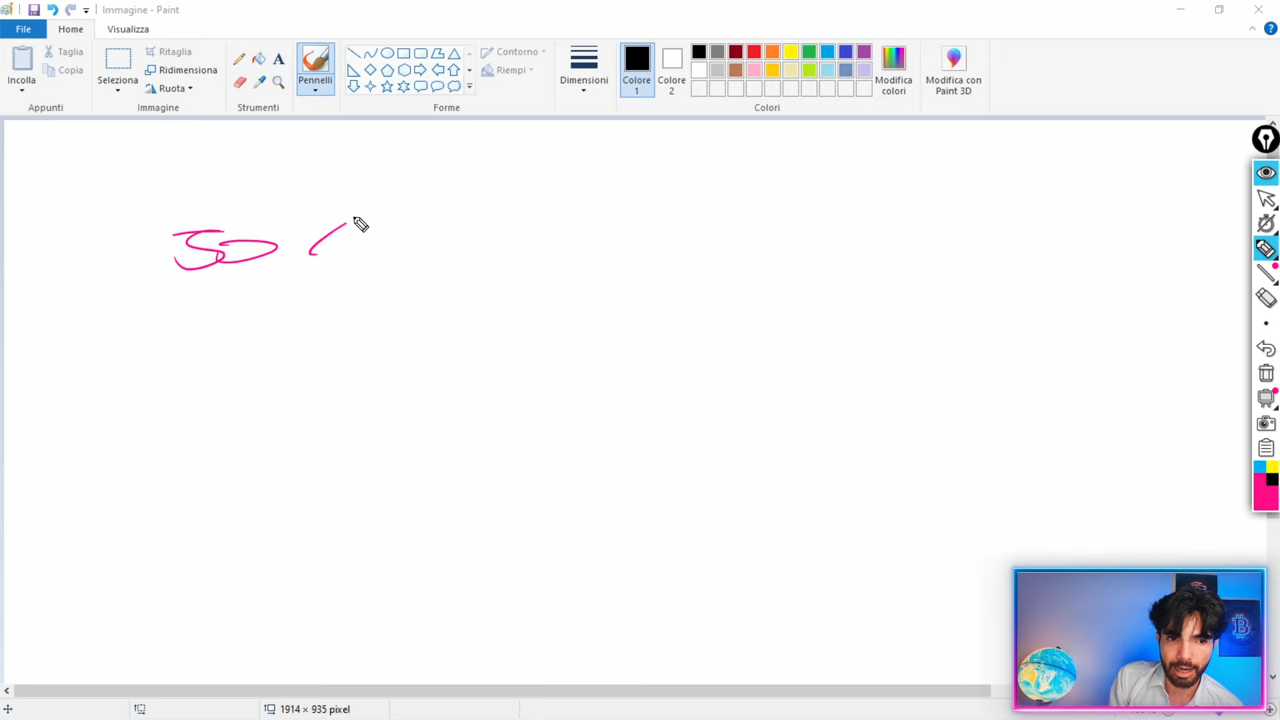 Immagine - Paint
File Home Visualizza
Incolla
Taglia
Copia
Appunti
Seleziona
Ritaglia
Ridimensiona
Ruota
Immagine
Strumenti
Pennelli
Contorno
Riempi
Forme
Dimensioni
Colore
1
Colore
2
Modifica
colori
Colori
Modifica con
Paint 3D
30
1914 × 935 pixel